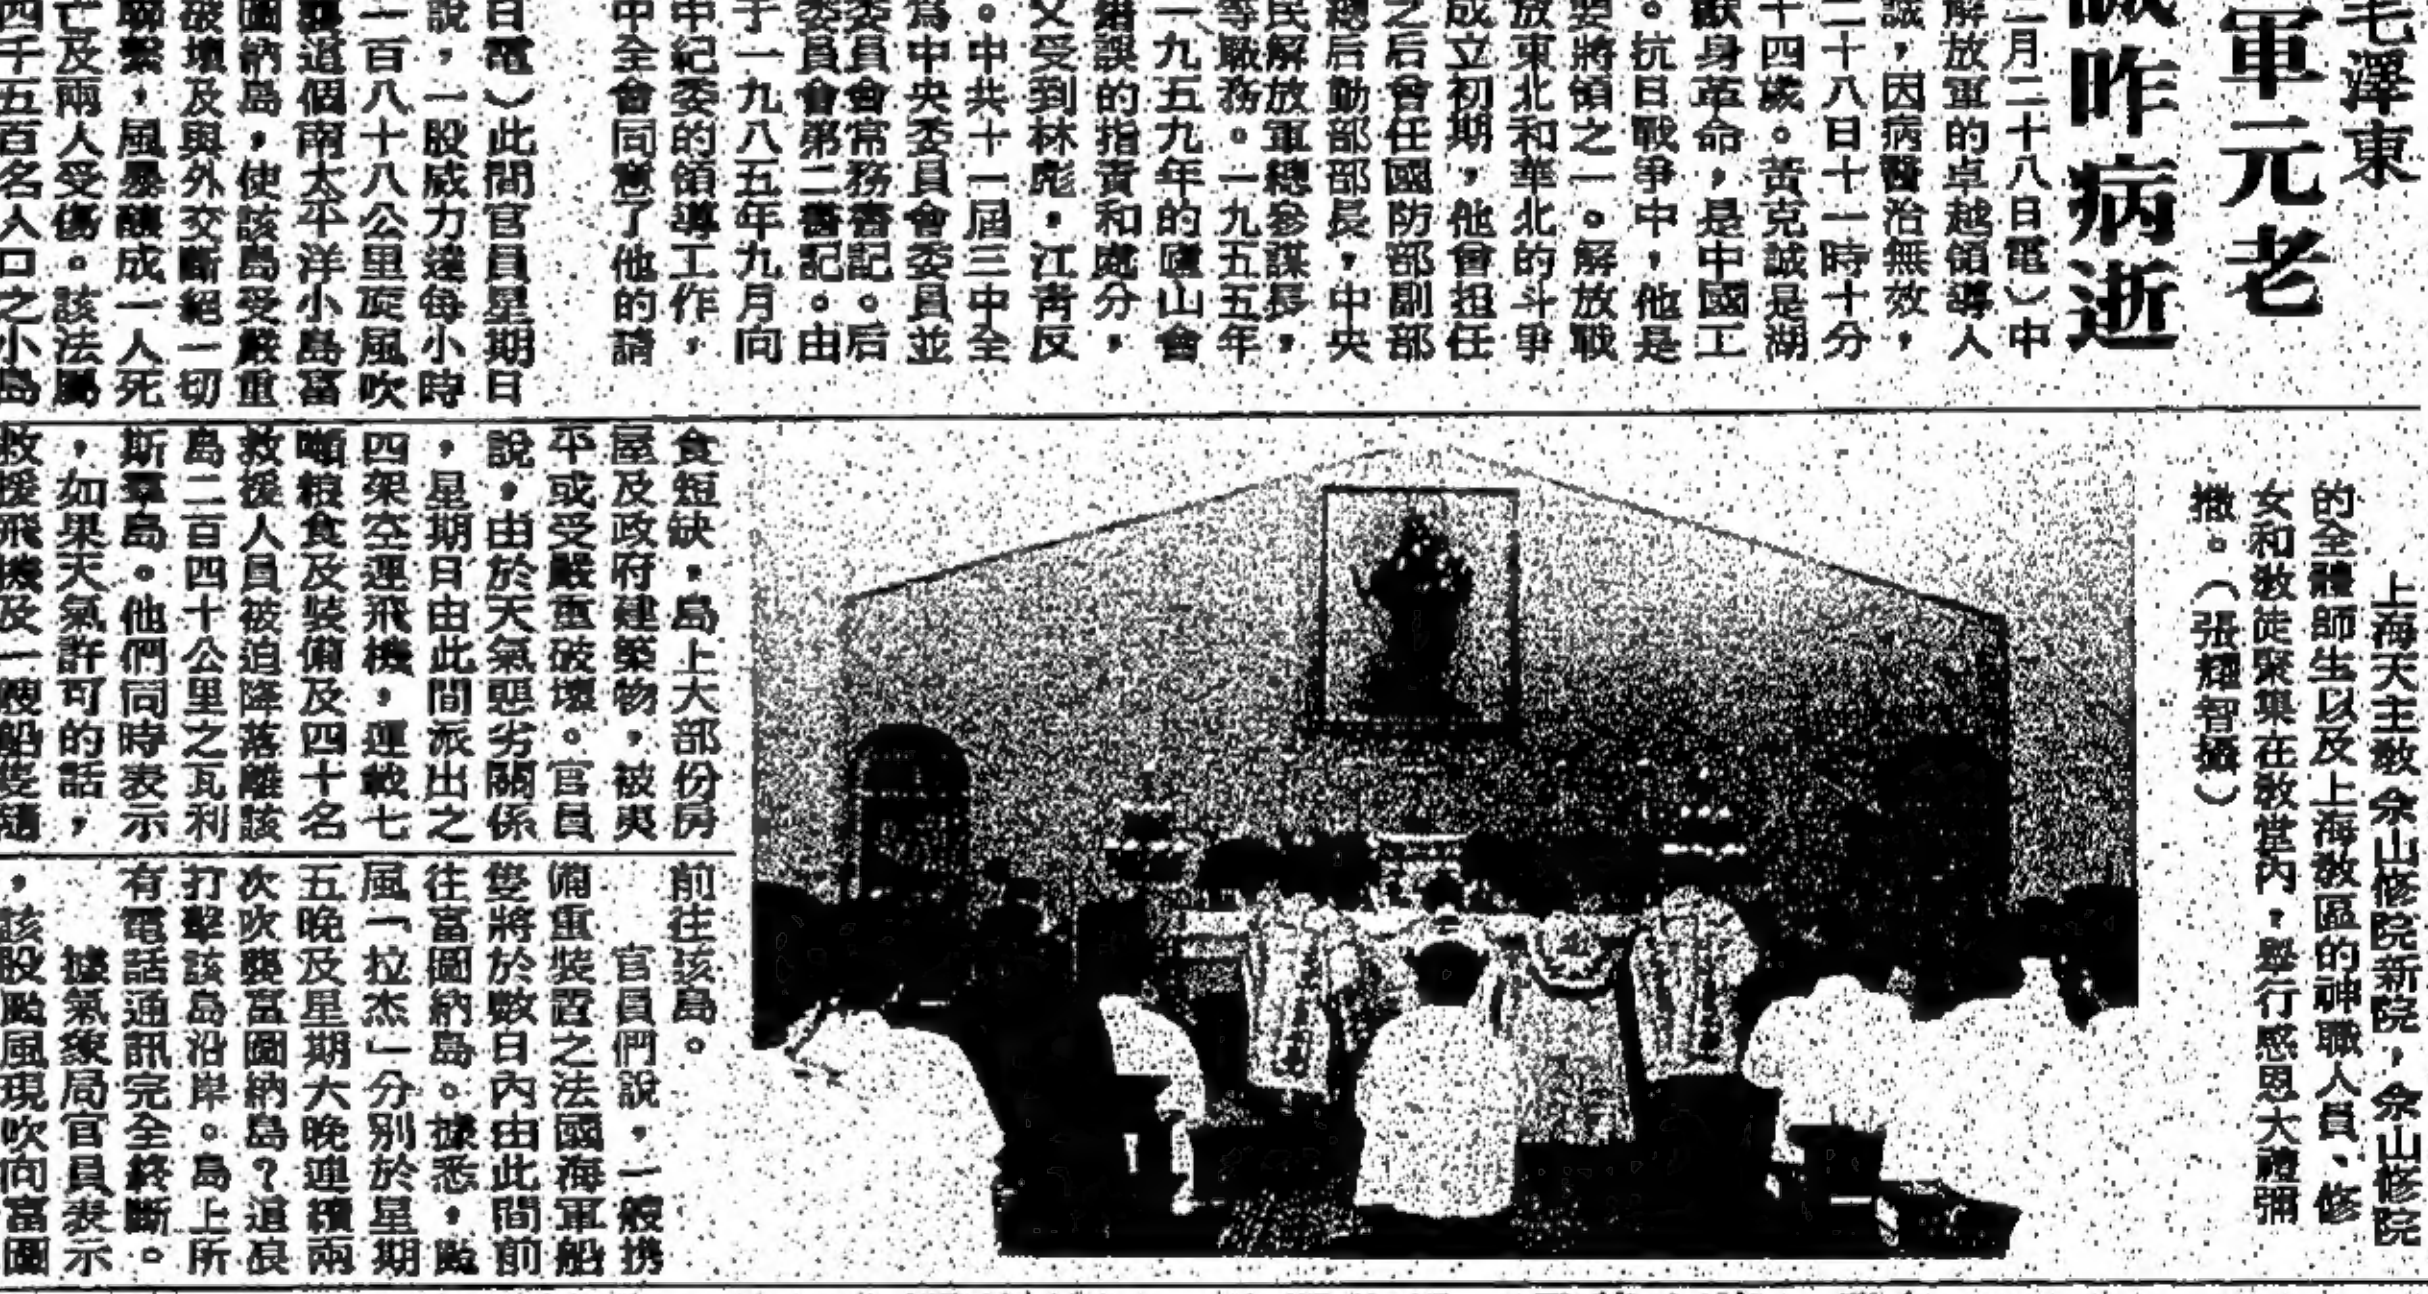 毛澤東
軍元老
誠昨病逝
二月二十八日電）中
解放軍的卓越領導人
誠，因病醫治無效，
二十八日十一時十分
十四歲。黃克誠是湖
獻身革命，是中國工
。抗日戰爭中，他是
要將領之一。解放戰
放東北和華北的斗爭
成立初期，他曾担任
之后曾任國防部副部
總后勤部部長，中央
民解放軍總參謀長，
等職務。一九五五年
一九五九年的廬山會
錯誤的指責和處分，
又受到林彪，江青反
。中共十一屆三中全
為中央委員會委員並
委員會常務書記。后
委員會第二書記。由
于一九八五年九月向
中紀委的領導工作，
中全會同意了他的請
日電）此間官員星期日
說，一股威力達每小時
一百八十八公里旋風吹
襲這個南太平洋小島富
圖納島，使該島受嚴重
破壞及與外交斷絕一切
聯繫，風暴釀成一人死
亡及兩人受傷。該法屬
四千五百名人口之小島
食短缺，島上大部份房
屋及政府建築物，被夷
平或受嚴重破壞。官員
說，由於天氣惡劣關係
，星期日由此間派出之
四架空運飛機，運載七
噸粮食及裝備及四十名
救援人員被迫降落離該
島二百四十公里之瓦利
斯羣島。他們同時表示
，如果天氣許可的話，
救援飛機及一艘船隻隨
前往該島。
官員們說，一艘携
備重裝置之法國海軍船
隻將於數日內由此間前
往富圖納島。據悉，颱
風「拉杰」分別於星期
五晚及星期大晚連續兩
次吹襲富圖納島？這浪
打擊該島沿岸。島上所
有電話通訊完全終斷。
據氣象局官員表示
，該股颱風現吹向富圖
上海天主教佘山修院新院，佘山修院
的全體師生以及上海教區的神職人員、修
女和教徒聚集在教堂內，舉行感恩大禮彌
撒。（張輝智攝）